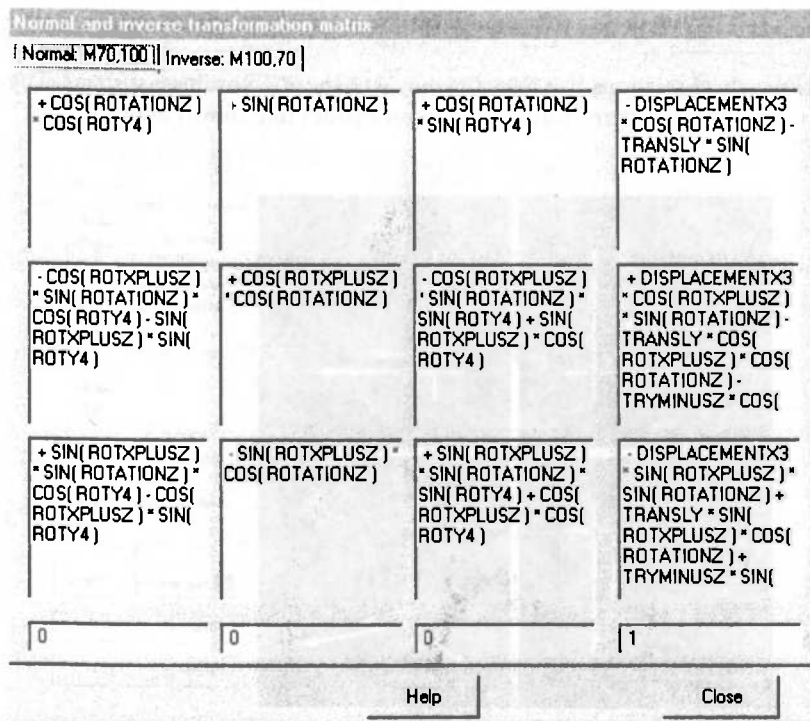 Normal and inverse transformation matrix
Normal: M70,100 Inverse: M100,70
+ COS( ROTATIONZ )
* COS( ROTY4 )
+ SIN( ROTATIONZ )
+ COS( ROTATIONZ )
* SIN( ROTY4 )
- DISPLACEMENTX3
* COS( ROTATIONZ ) -
TRANSLY * SIN(
ROTATIONZ )
- COS( ROTXPLUSZ )
* SIN( ROTATIONZ ) *
COS( ROTY4 ) - SIN(
ROTXPLUSZ ) * SIN(
ROTY4 )
+ COS( ROTXPLUSZ )
* COS( ROTATIONZ )
- COS( ROTXPLUSZ )
* SIN( ROTATIONZ ) *
SIN( ROTY4 ) + SIN(
ROTXPLUSZ ) * COS(
ROTY4 )
+ DISPLACEMENTX3
* COS( ROTXPLUSZ )
* SIN( ROTATIONZ ) -
TRANSLY * COS(
ROTXPLUSZ ) * COS(
ROTATIONZ ) -
TRYMINUSZ * COS(
+ SIN( ROTXPLUSZ )
* SIN( ROTATIONZ ) *
COS( ROTY4 ) - COS(
ROTXPLUSZ ) * SIN(
ROTY4 )
- SIN( ROTXPLUSZ ) *
COS( ROTATIONZ )
+ SIN( ROTXPLUSZ )
* SIN( ROTATIONZ ) *
SIN( ROTY4 ) + COS(
ROTXPLUSZ ) * COS(
ROTY4 )
- DISPLACEMENTX3
* SIN( ROTXPLUSZ ) *
SIN( ROTATIONZ ) +
TRANSLY * SIN(
ROTXPLUSZ ) * COS(
ROTATIONZ ) +
TRYMINUSZ * SIN(
0
0
0
1
Help
Close